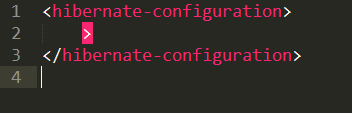 1 <hibernate-configuration>
2     >
3 </hibernate-configuration>
4